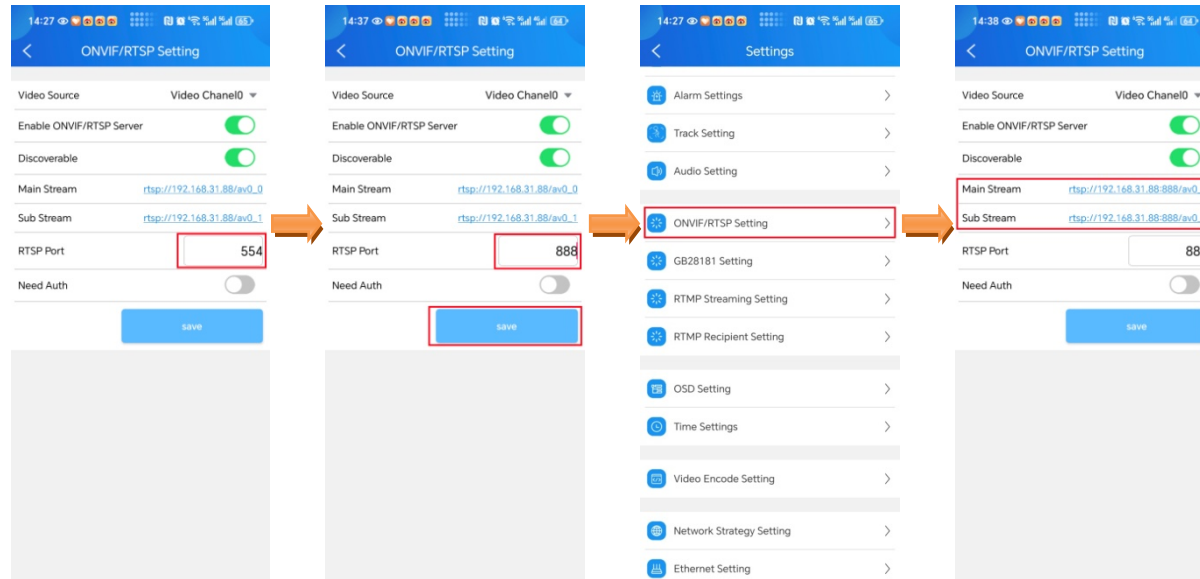 14:27
65
ONVIF/RTSP Setting
Video Source Video Chanel0
Enable ONVIF/RTSP Server
Discoverable
Main Stream rtsp://192.168.31.88/av0_0
Sub Stream rtsp://192.168.31.88/av0_1
RTSP Port 554
Need Auth
save
14:37
64
ONVIF/RTSP Setting
Video Source Video Chanel0
Enable ONVIF/RTSP Server
Discoverable
Main Stream rtsp://192.168.31.88/av0_0
Sub Stream rtsp://192.168.31.88/av0_1
RTSP Port 888
Need Auth
save
14:27
65
Settings
Alarm Settings
Track Setting
Audio Setting
ONVIF/RTSP Setting
GB28181 Setting
RTMP Streaming Setting
RTMP Recipient Setting
OSD Setting
Time Settings
Video Encode Setting
Network Strategy Setting
Ethernet Setting
14:38
64
ONVIF/RTSP Setting
Video Source Video Chanel0
Enable ONVIF/RTSP Server
Discoverable
Main Stream rtsp://192.168.31.88:888/av0_
Sub Stream rtsp://192.168.31.88:888/av0_
RTSP Port 88
Need Auth
save